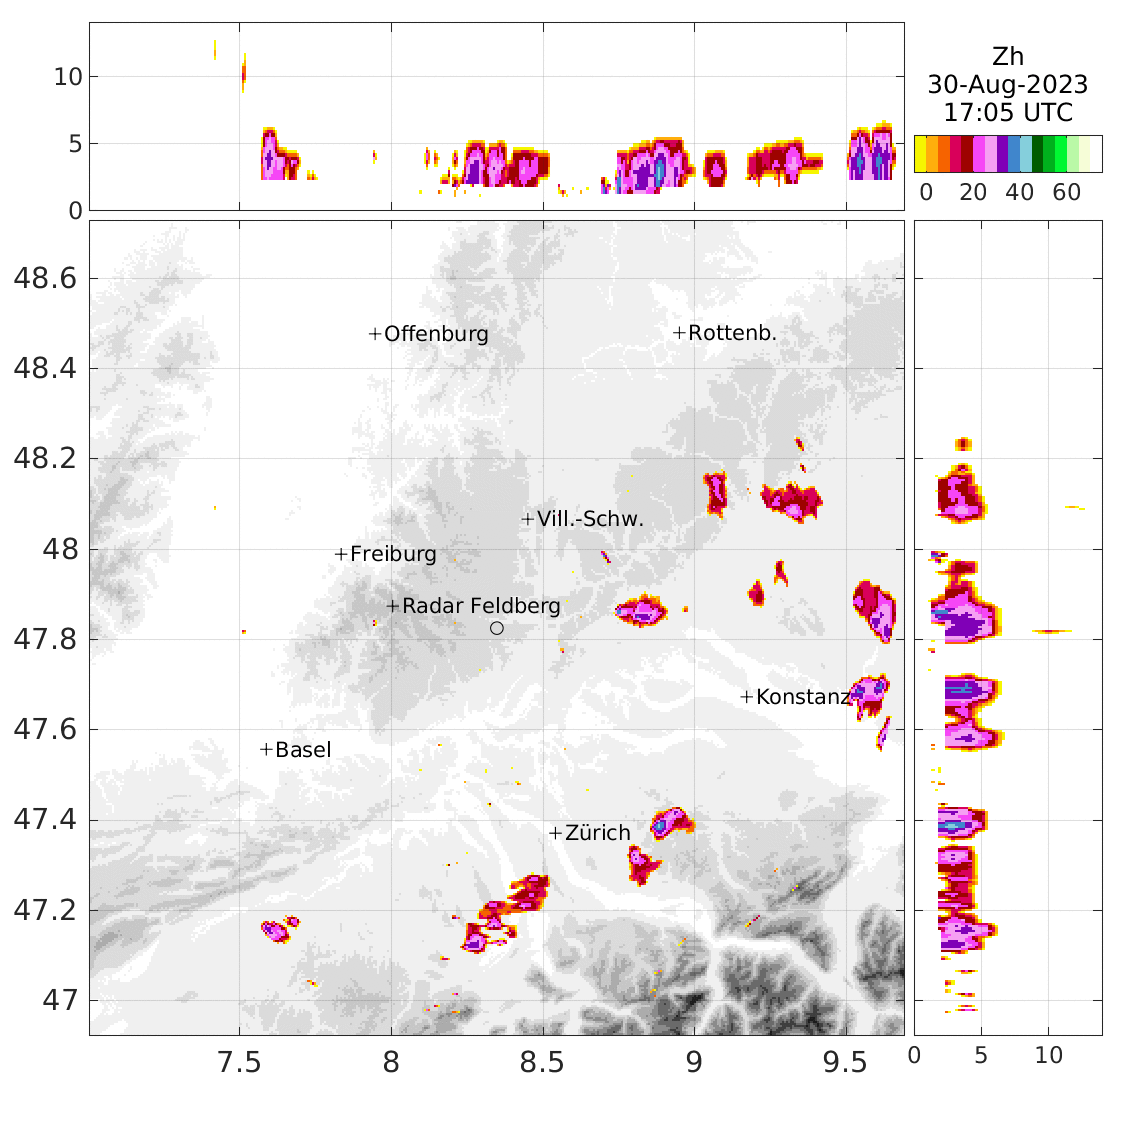 10
5
0
Zh
30-Aug-2023
17:05 UTC
0 20 40 60
48.6
48.4
48.2
48
47.8
47.6
47.4
47.2
47
+Offenburg
+Rottenb.
+Vill.-Schw.
+Freiburg
+Radar Feldberg
+Konstanz
+Basel
+Zürich
7.5 8 8.5 9 9.5
0 5 10